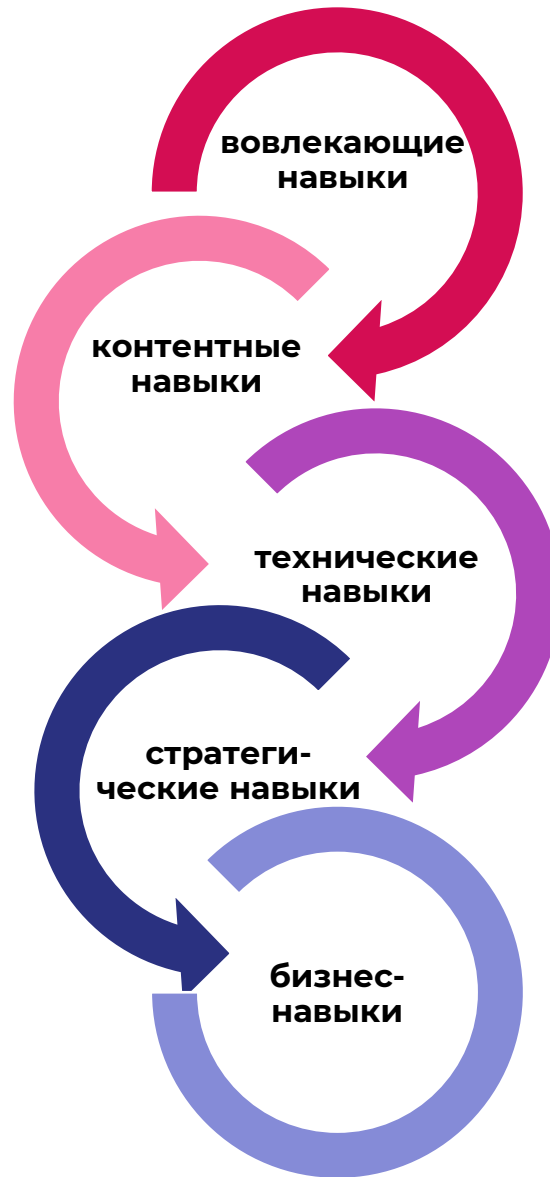 вовлекающие
навыки
контентные
навыки
технические
навыки
стратеги-
ческие навыки
бизнес-
навыки